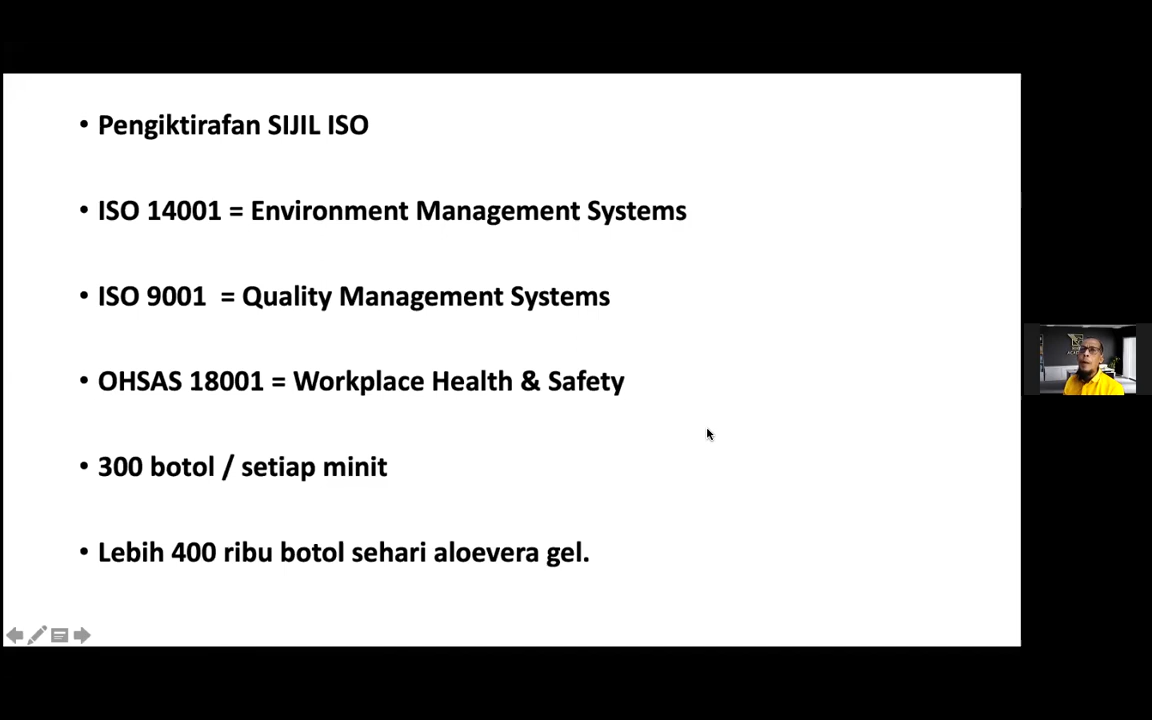 • Pengiktirafan SIJIL ISO
• ISO 14001 = Environment Management Systems
• ISO 9001  = Quality Management Systems
• OHSAS 18001 = Workplace Health & Safety
• 300 botol / setiap minit
• Lebih 400 ribu botol sehari aloevera gel.